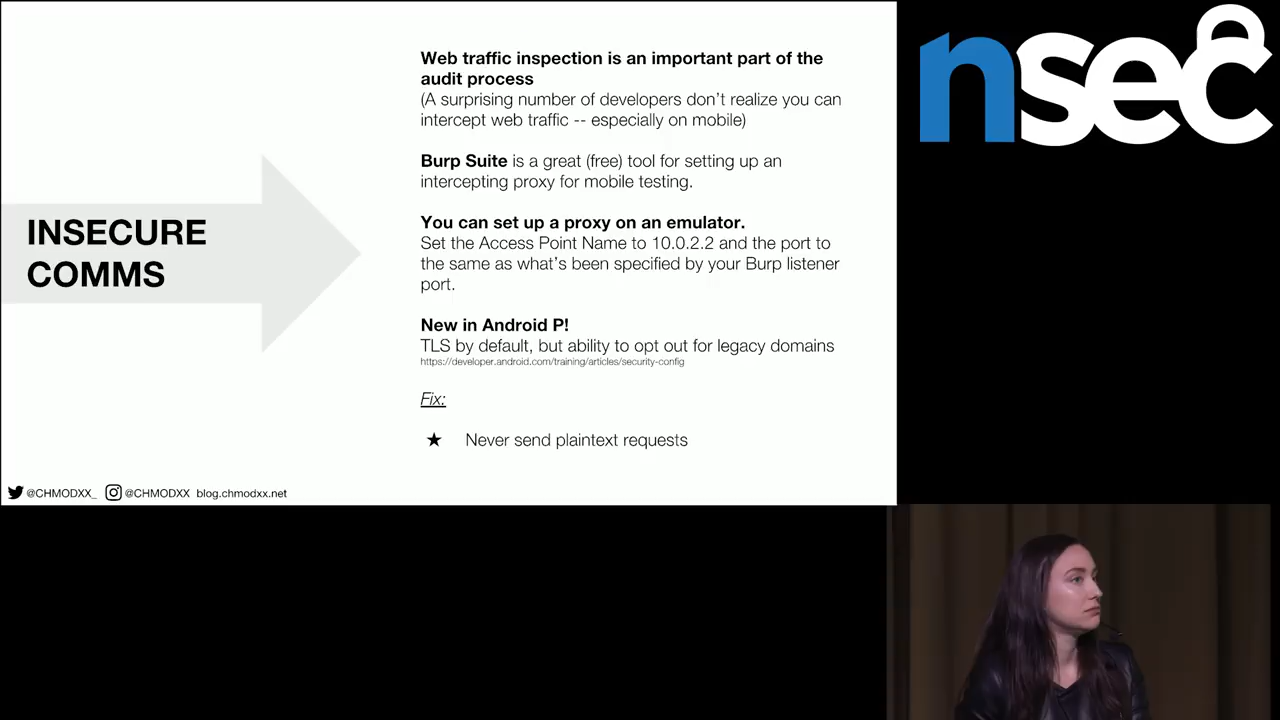 Web traffic inspection is an important part of the
audit process
(A surprising number of developers don't realize you can
intercept web traffic -- especially on mobile)
Burp Suite is a great (free) tool for setting up an
intercepting proxy for mobile testing.
You can set up a proxy on an emulator.
Set the Access Point Name to 10.0.2.2 and the port to
the same as what's been specified by your Burp listener
port.
New in Android P!
TLS by default, but ability to opt out for legacy domains
https://developer.android.com/training/articles/security-config
Fix:
★ Never send plaintext requests
INSECURE
COMMS
@CHMODXX_ @CHMODXX blog.chmodxx.net
nsec